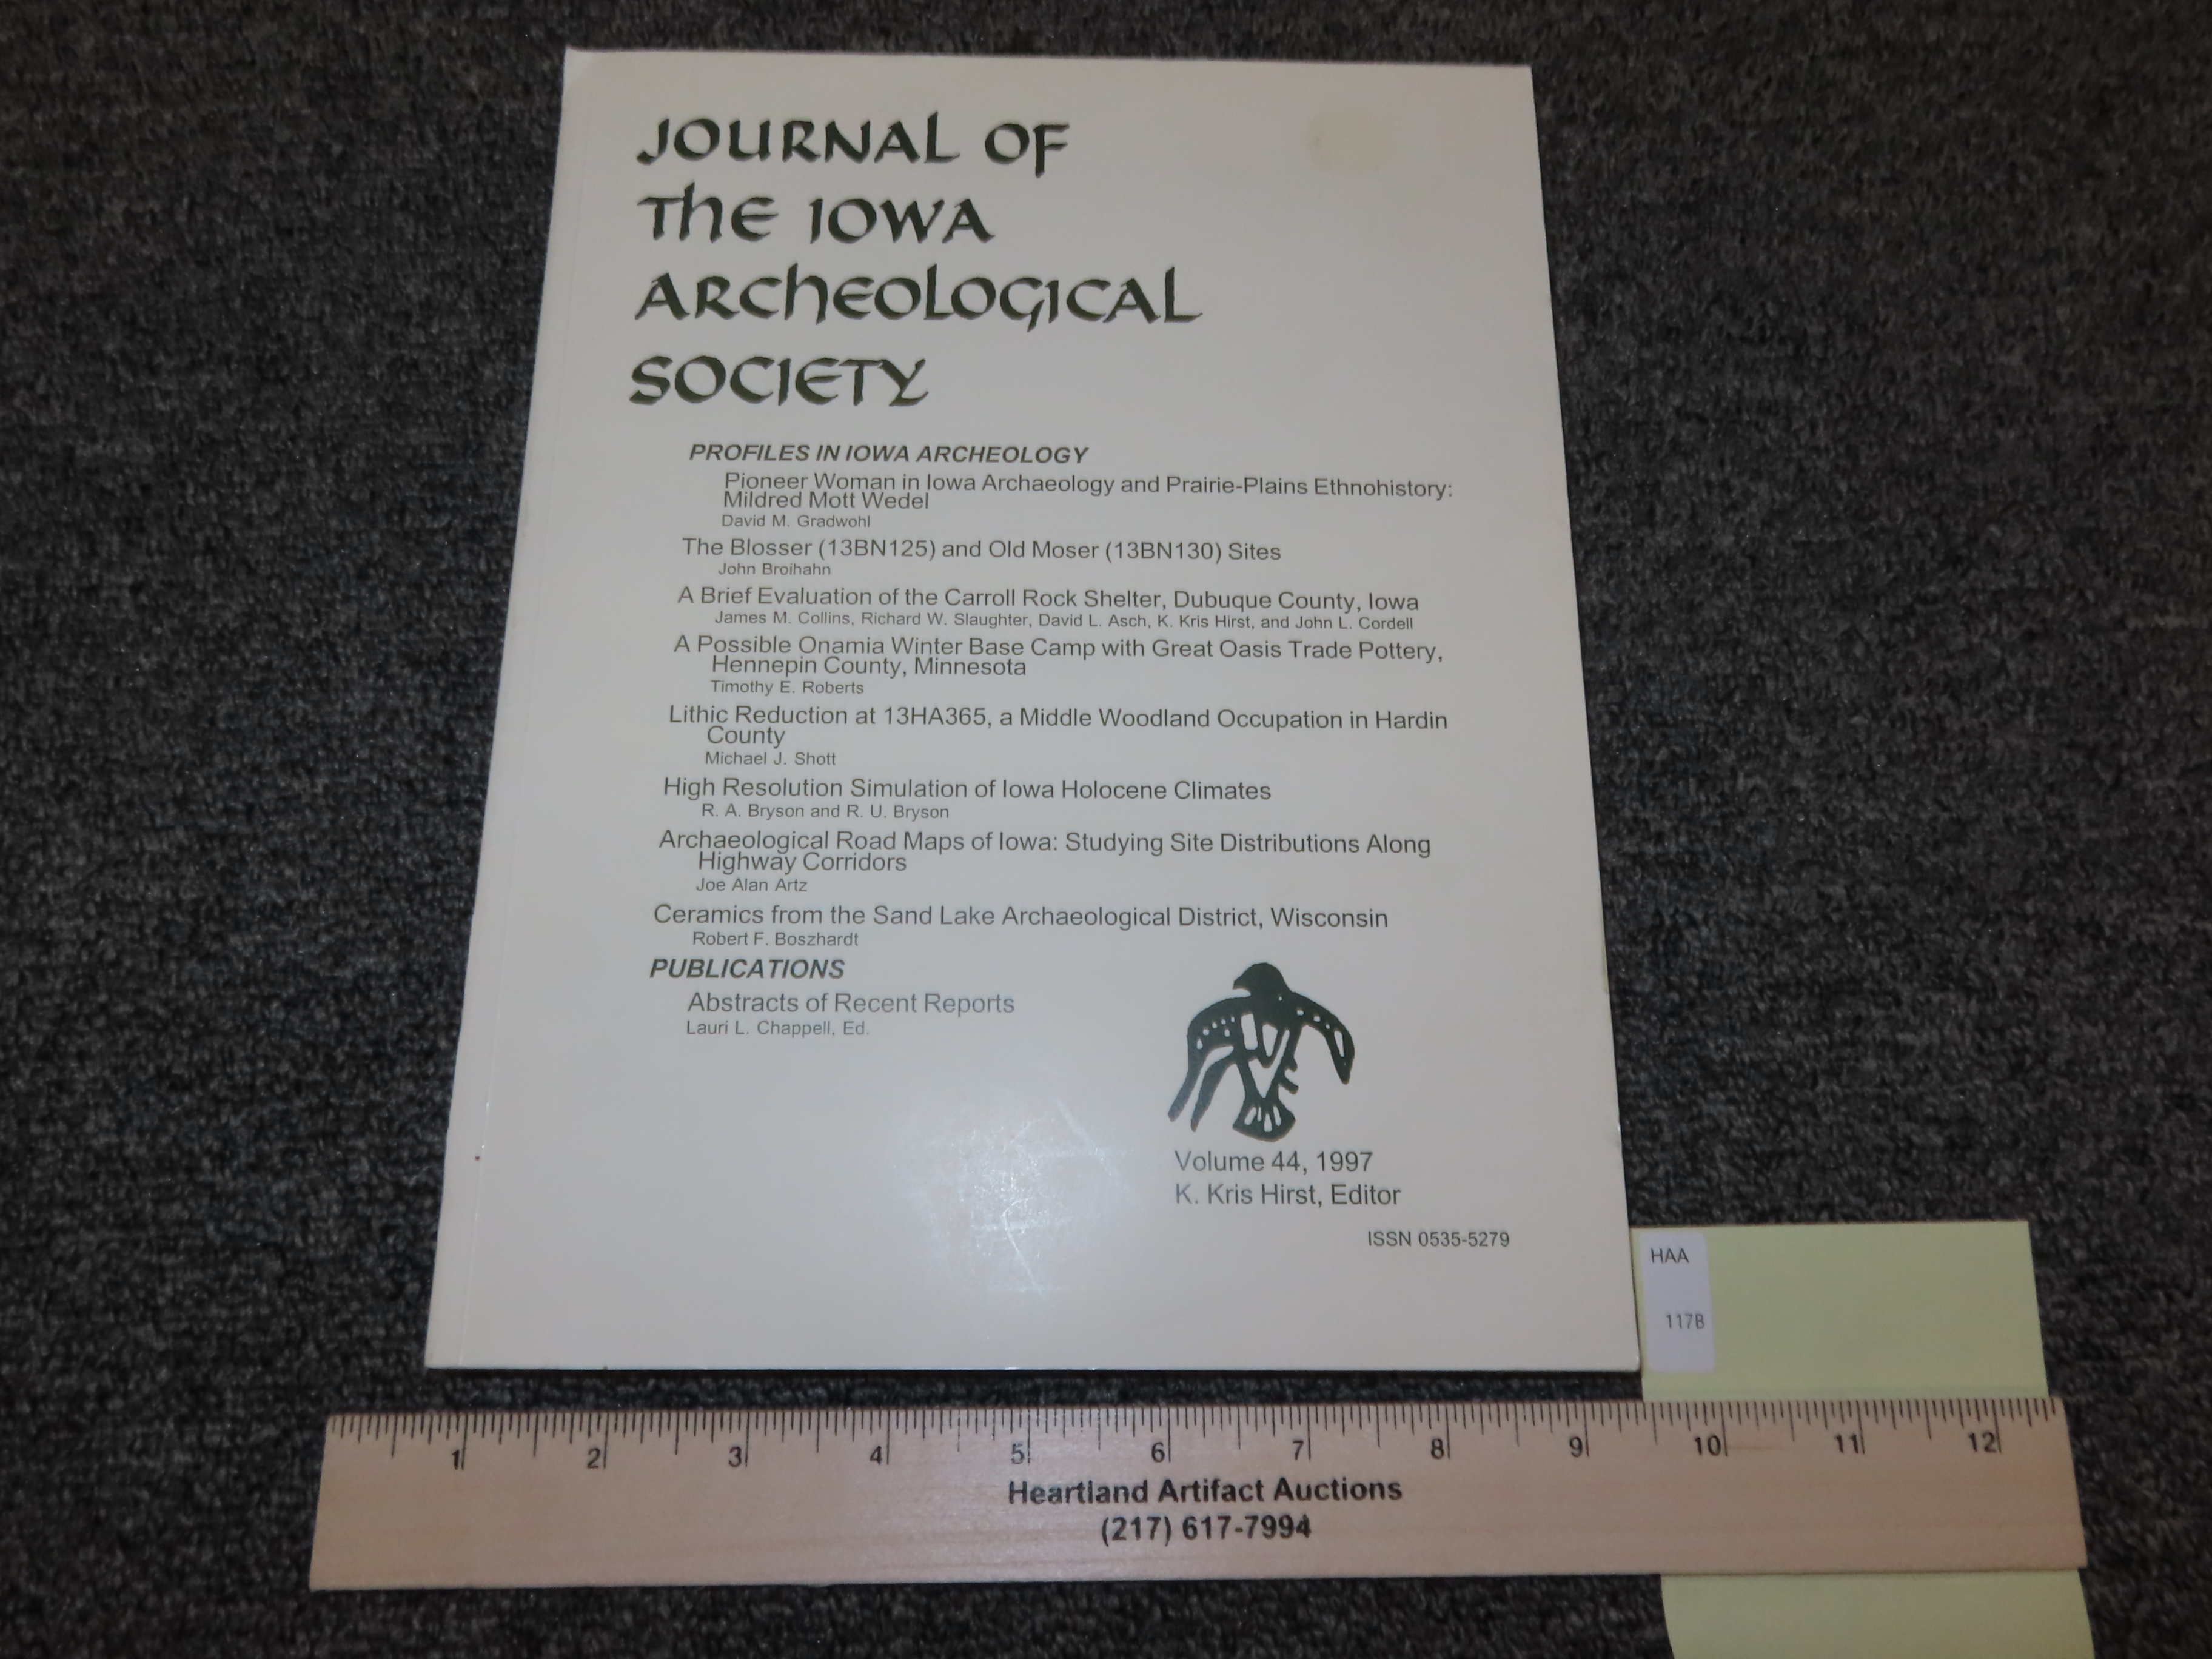 JOURNAL OF
THE IOWA
ARCHEOLOGICAL
SOCIETY
PROFILES IN IOWA ARCHEOLOGY
Pioneer Woman in Iowa Archaeology and Prairie-Plains Ethnohistory:
Mildred Mott Wedel
David M. Gradwohl
The Blosser (13BN125) and Old Moser (13BN130) Sites
John Broihahn
A Brief Evaluation of the Carroll Rock Shelter, Dubuque County, Iowa
James M. Collins, Richard W. Slaughter, David L. Asch, K. Kris Hirst, and John L. Cordell
A Possible Onamia Winter Base Camp with Great Oasis Trade Pottery,
Hennepin County, Minnesota
Timothy E. Roberts
Lithic Reduction at 13HA365, a Middle Woodland Occupation in Hardin
County
Michael J. Shott
High Resolution Simulation of Iowa Holocene Climates
R. A. Bryson and R. U. Bryson
Archaeological Road Maps of Iowa: Studying Site Distributions Along
Highway Corridors
Joe Alan Artz
Ceramics from the Sand Lake Archaeological District, Wisconsin
Robert F. Boszhardt
PUBLICATIONS
Abstracts of Recent Reports
Lauri L. Chappell, Ed.
Volume 44, 1997
K. Kris Hirst, Editor
ISSN 0535-5279
HAA
117B
1 2 3 4 5 6 7 8 9 10 11 12
Heartland Artifact Auctions
(217) 617-7994